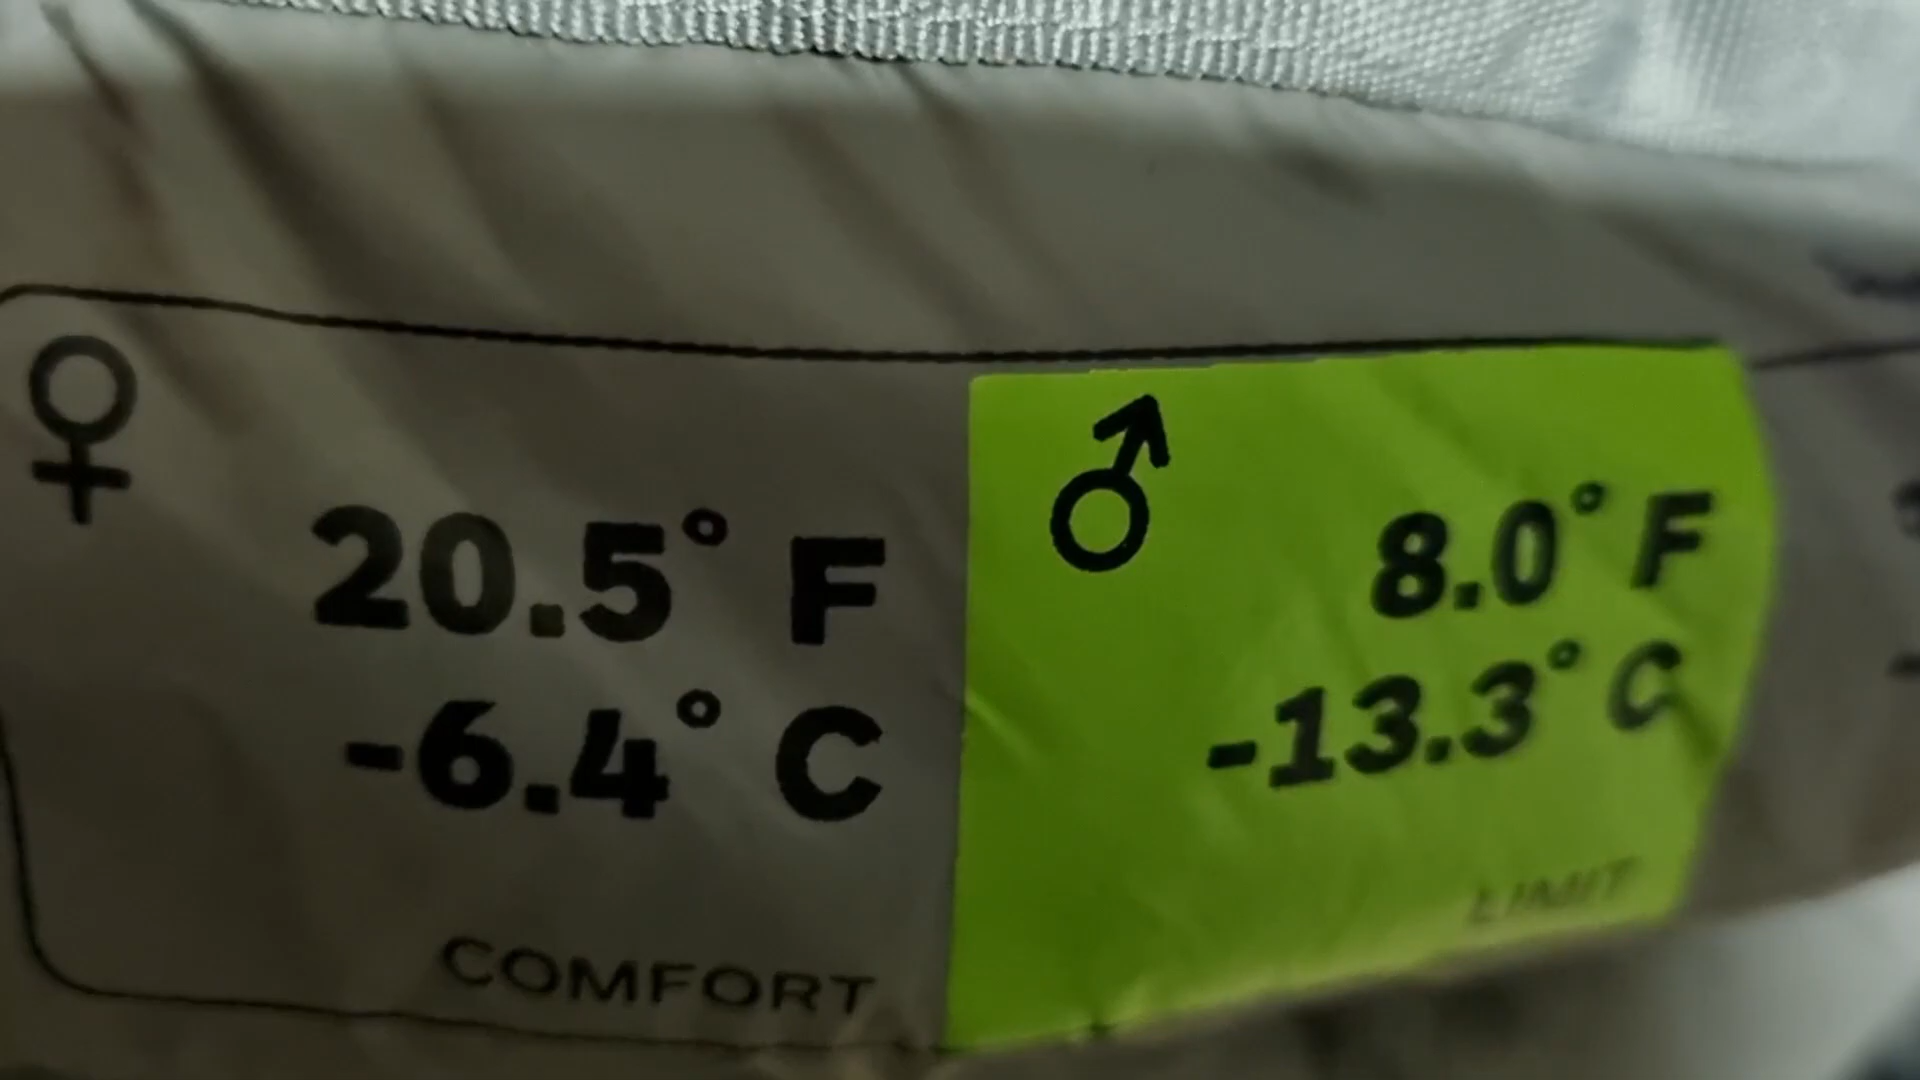 ♀
20.5° F
-6.4° C
COMFORT
♂
8.0° F
-13.3° C
LIMIT